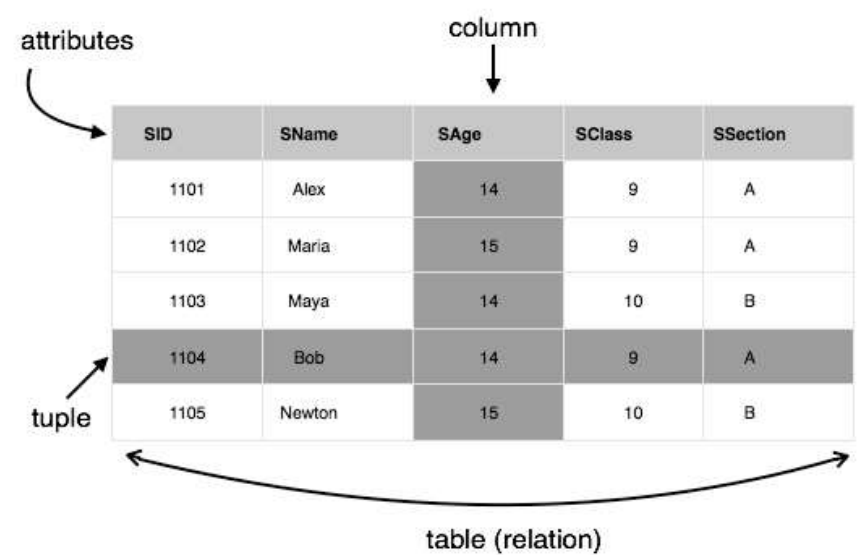 attributes
column
SID SName SAge SClass SSection
1101 Alex 14 9 A
1102 Maria 15 9 A
1103 Maya 14 10 B
1104 Bob 14 9 A
tuple
1105 Newton 15 10 B
table (relation)